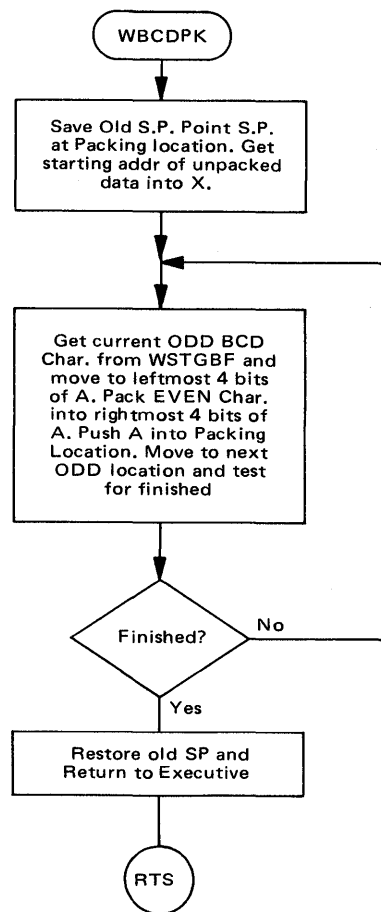 WBCDPK
Save Old S.P. Point S.P.
at Packing location. Get
starting addr of unpacked
data into X.
Get current ODD BCD
Char. from WSTGBF and
move to leftmost 4 bits
of A. Pack EVEN Char.
into rightmost 4 bits of
A. Push A into Packing
Location. Move to next
ODD location and test
for finished
Finished?
No
Yes
Restore old SP and
Return to Executive
RTS